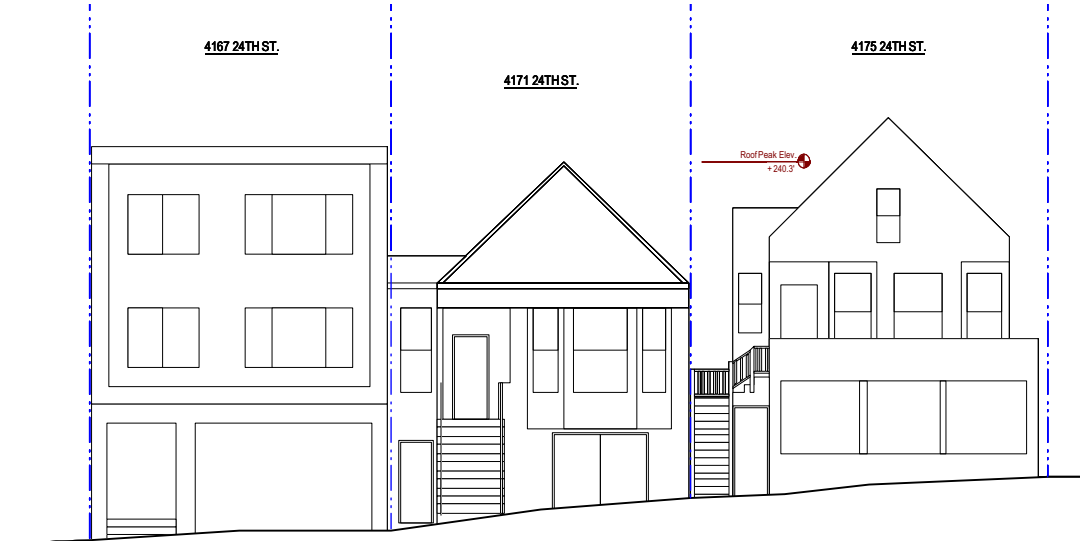 4167 24TH ST.
4175 24TH ST.
4171 24TH ST.
Roof Peak Elev.
+ 240.3'